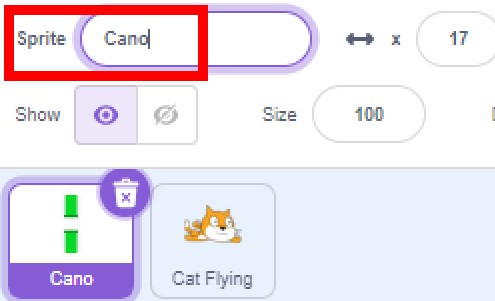 Sprite Cano x 17
Show Size 100
Cano Cat Flying